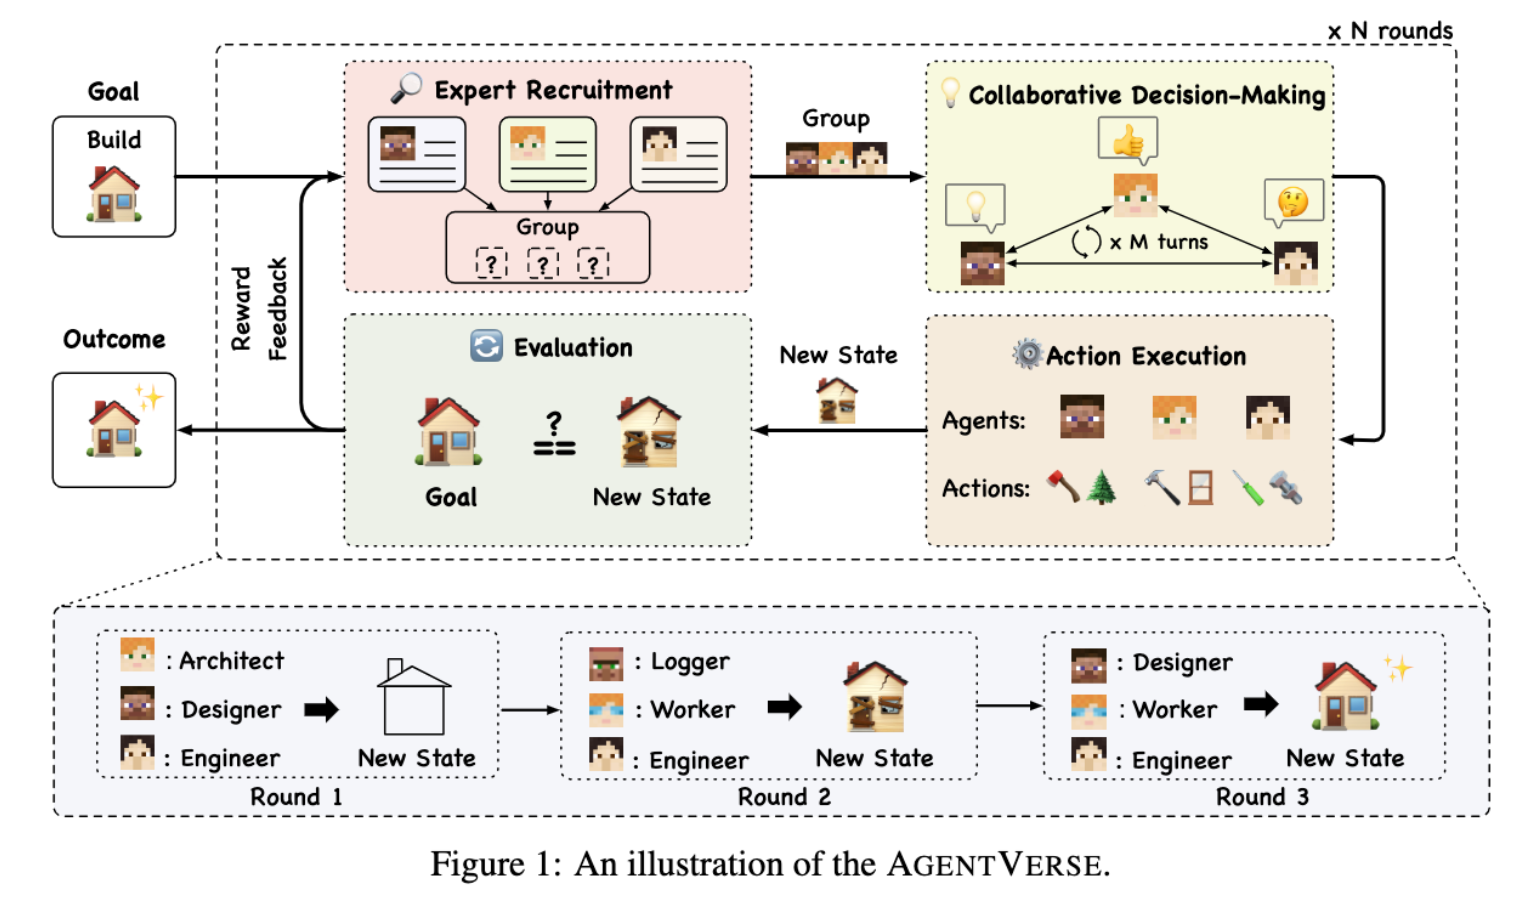 x N rounds
Goal
Build
Expert Recruitment
Group
? ? ?
Group
Collaborative Decision-Making
x M turns
Reward
Feedback
Outcome
Evaluation
?
==
Goal
New State
New State
Action Execution
Agents:
Actions:
: Architect
: Designer
: Engineer
New State
Round 1
: Logger
: Worker
: Engineer
New State
Round 2
: Designer
: Worker
: Engineer
New State
Round 3
Figure 1: An illustration of the AGENTVERSE.